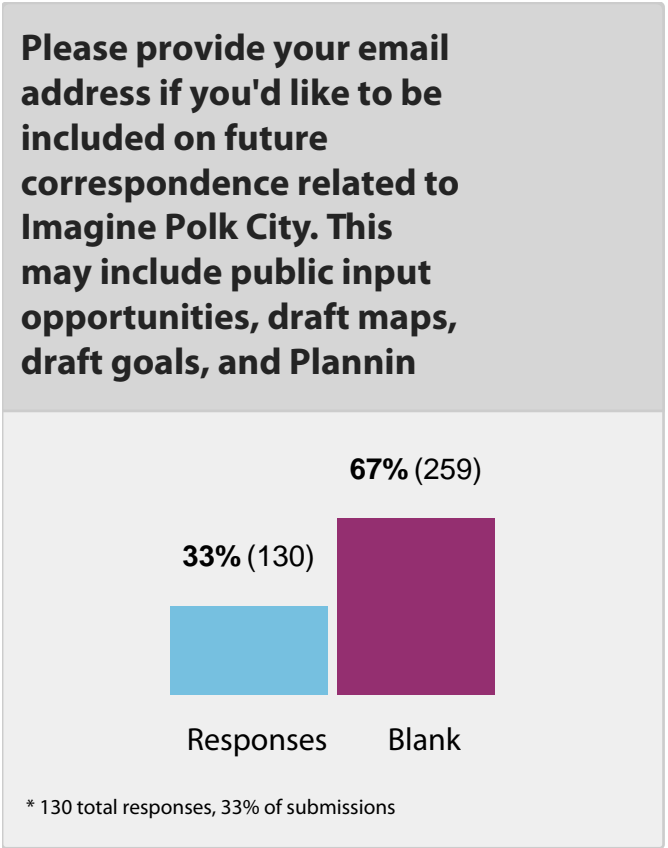 Please provide your email
address if you'd like to be
included on future
correspondence related to
Imagine Polk City. This
may include public input
opportunities, draft maps,
draft goals, and Plannin
67% (259)
33% (130)
Responses Blank
* 130 total responses, 33% of submissions